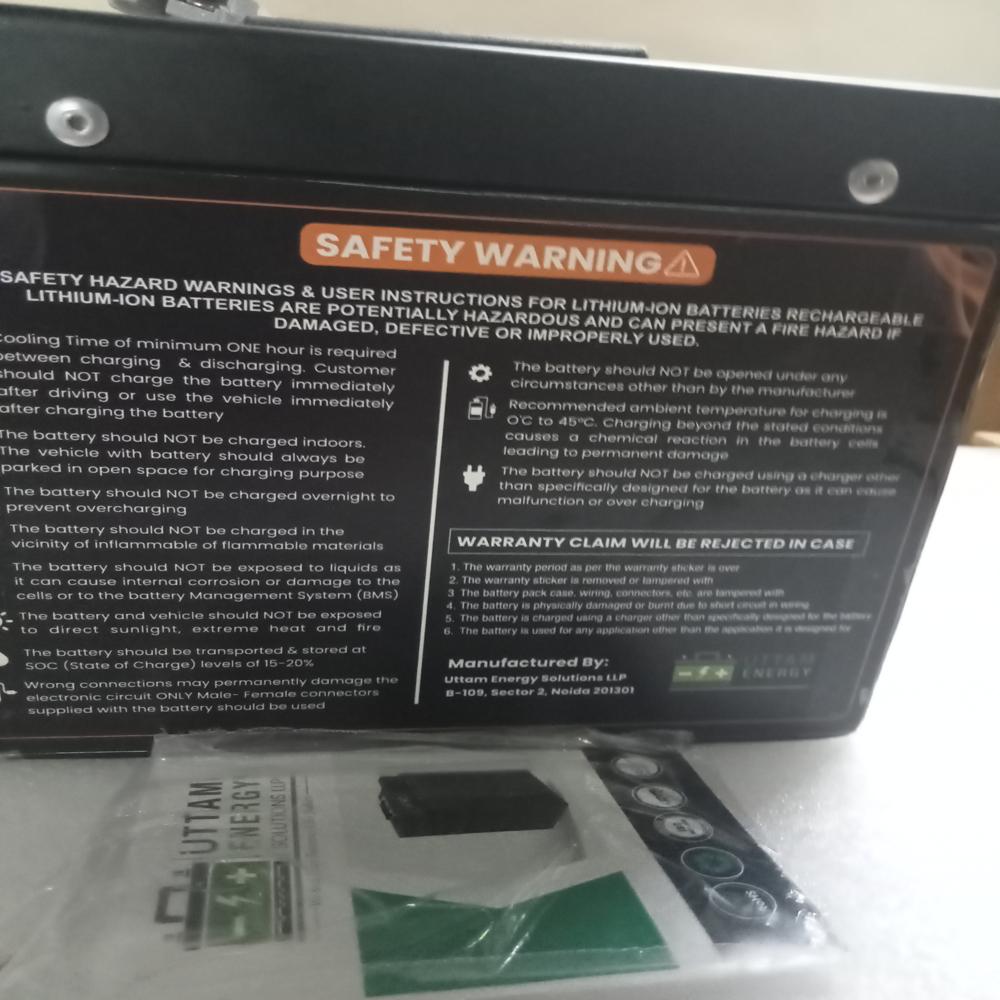 SAFETY WARNING
SAFETY HAZARD WARNINGS & USER INSTRUCTIONS FOR LITHIUM-ION BATTERIES RECHARGEABLE
LITHIUM-ION BATTERIES ARE POTENTIALLY HAZARDOUS AND CAN PRESENT A FIRE HAZARD IF
DAMAGED, DEFECTIVE OR IMPROPERLY USED.
Cooling Time of minimum ONE hour is required
between charging & discharging. Customer
should NOT charge the battery immediately
after driving or use the vehicle immediately
after charging the battery
The battery should NOT be charged indoors.
The vehicle with battery should always be
parked in open space for charging purpose
The battery should NOT be charged overnight to
prevent overcharging
The battery should NOT be charged in the
vicinity of inflammable of flammable materials
The battery should NOT be exposed to liquids as
it can cause internal corrosion or damage to the
cells or to the battery Management System (BMS)
The battery and vehicle should NOT be exposed
to direct sunlight, extreme heat and fire
The battery should be transported & stored at
SOC (State of Charge) levels of 15-20%
Wrong connections may permanently damage the
electronic circuit ONLY Male- Female connectors
supplied with the battery should be used
The battery should NOT be opened under any
circumstances other than by the manufacturer
Recommended ambient temperature for charging is
0°C to 45°C. Charging beyond the stated conditions
causes a chemical reaction in the battery cells
leading to permanent damage
The battery should NOT be charged using a charger other
than specifically designed for the battery as it can cause
malfunction or over charging
WARRANTY CLAIM WILL BE REJECTED IN CASE
1. The warranty period as per the warranty sticker is over
2. The warranty sticker is removed or tampered with
3 The battery pack case, wiring, connectors, etc. are tampered with
4. The battery is physically damaged or burnt due to short circuit in wiring
5. The battery is charged using a charger other than specifically designed for the battery
6. The battery is used for any application other than the application it is designed for
Manufactured By:
Uttam Energy Solutions LLP
B-109, Sector 2, Noida 201301
UTTAM
ENERGY
UTTAM
ENERGY
SOLUTIONS LLP